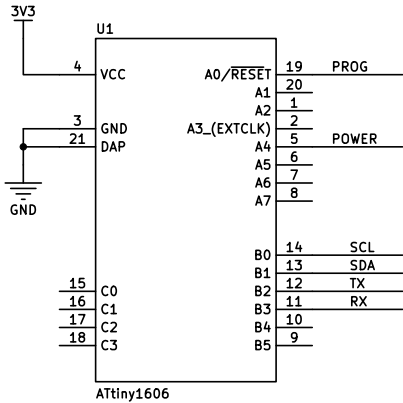 3V3
U1
4 VCC
A0/RESET 19 PROG
A1 20
A2 1
3 GND
A3_(EXTCLK) 2
21 DAP
A4 5 POWER
A5 6
A6 7
A7 8
GND
B0 14 SCL
B1 13 SDA
15 C0
B2 12 TX
16 C1
B3 11 RX
17 C2
B4 10
18 C3
B5 9
ATtiny1606